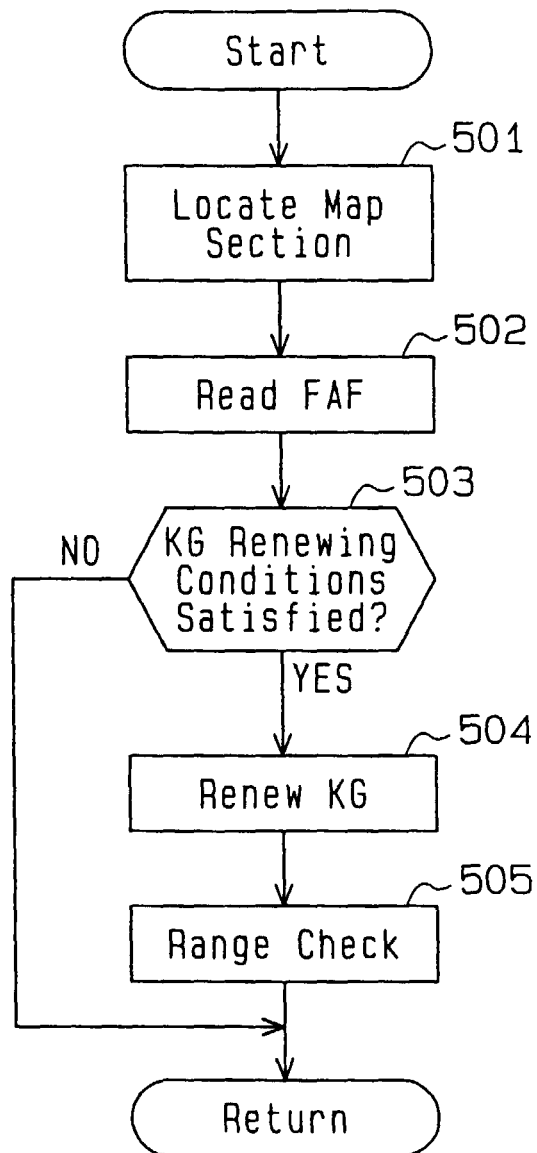 Start
501
Locate Map
Section
502
Read FAF
503
NO
KG Renewing
Conditions
Satisfied?
YES
504
Renew KG
505
Range Check
Return